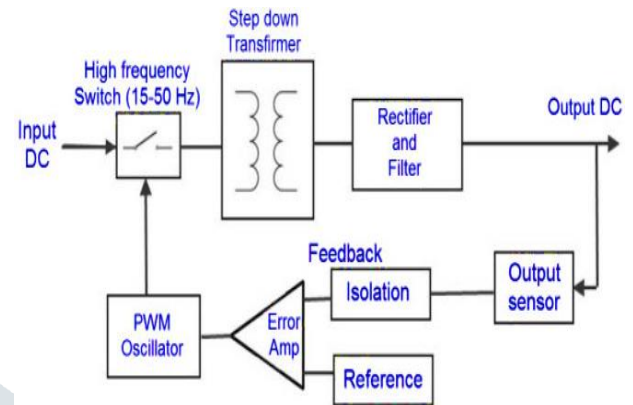 Step down
Transfirmer
High frequency
Switch (15-50 Hz)
Input
DC
Rectifier
and
Filter
Output DC
Feedback
Isolation
Output
sensor
PWM
Oscillator
Error
Amp
Reference